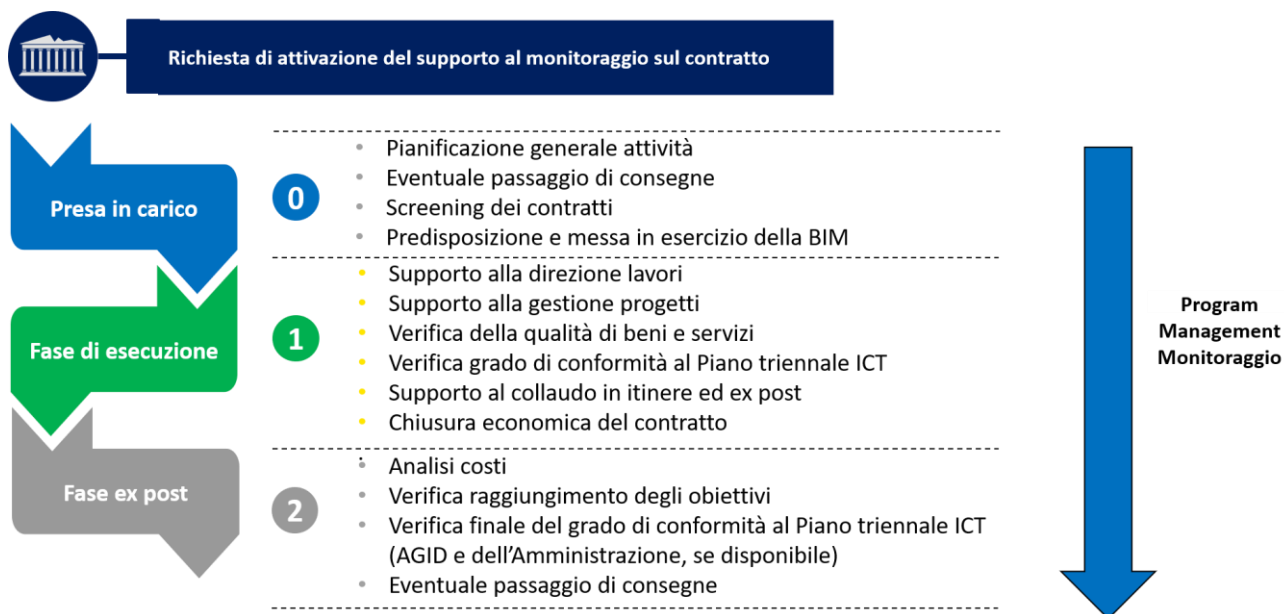 Richiesta di attivazione del supporto al monitoraggio sul contratto
Presa in carico
0
• Pianificazione generale attività
• Eventuale passaggio di consegne
• Screening dei contratti
• Predisposizione e messa in esercizio della BIM
Fase di esecuzione
1
• Supporto alla direzione lavori
• Supporto alla gestione progetti
• Verifica della qualità di beni e servizi
• Verifica grado di conformità al Piano triennale ICT
• Supporto al collaudo in itinere ed ex post
• Chiusura economica del contratto
Fase ex post
2
• Analisi costi
• Verifica raggiungimento degli obiettivi
• Verifica finale del grado di conformità al Piano triennale ICT
(AGID e dell’Amministrazione, se disponibile)
• Eventuale passaggio di consegne
Program
Management
Monitoraggio